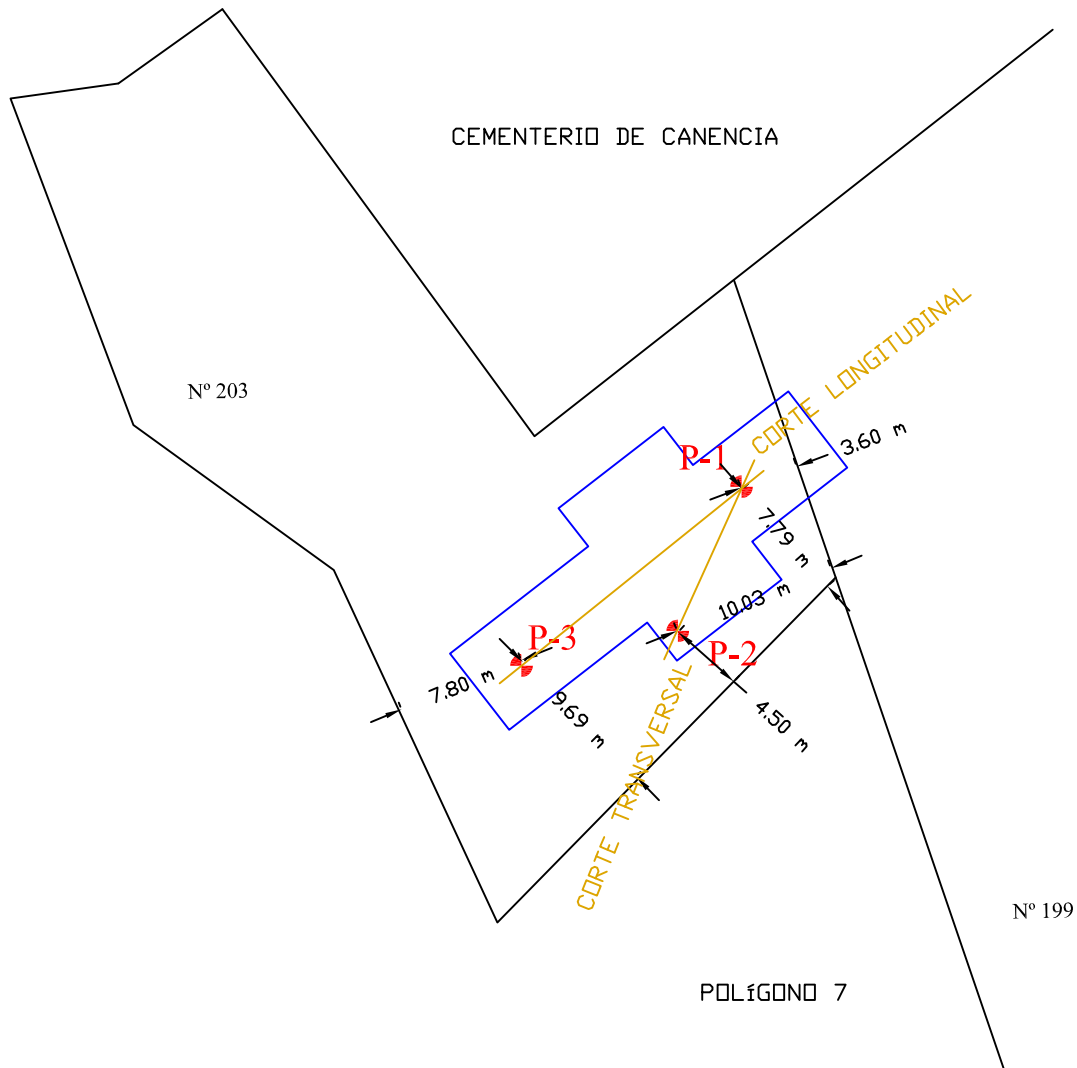 CEMENTERIO DE CANENCIA
CORTE LONGITUDINAL
Nº 203
3.60 m
P-1
7.79 m
10.03 m
P-3
P-2
7.80 m
9.69 m
4.50 m
CORTE TRANSVERSAL
Nº 199
POLíGONO 7